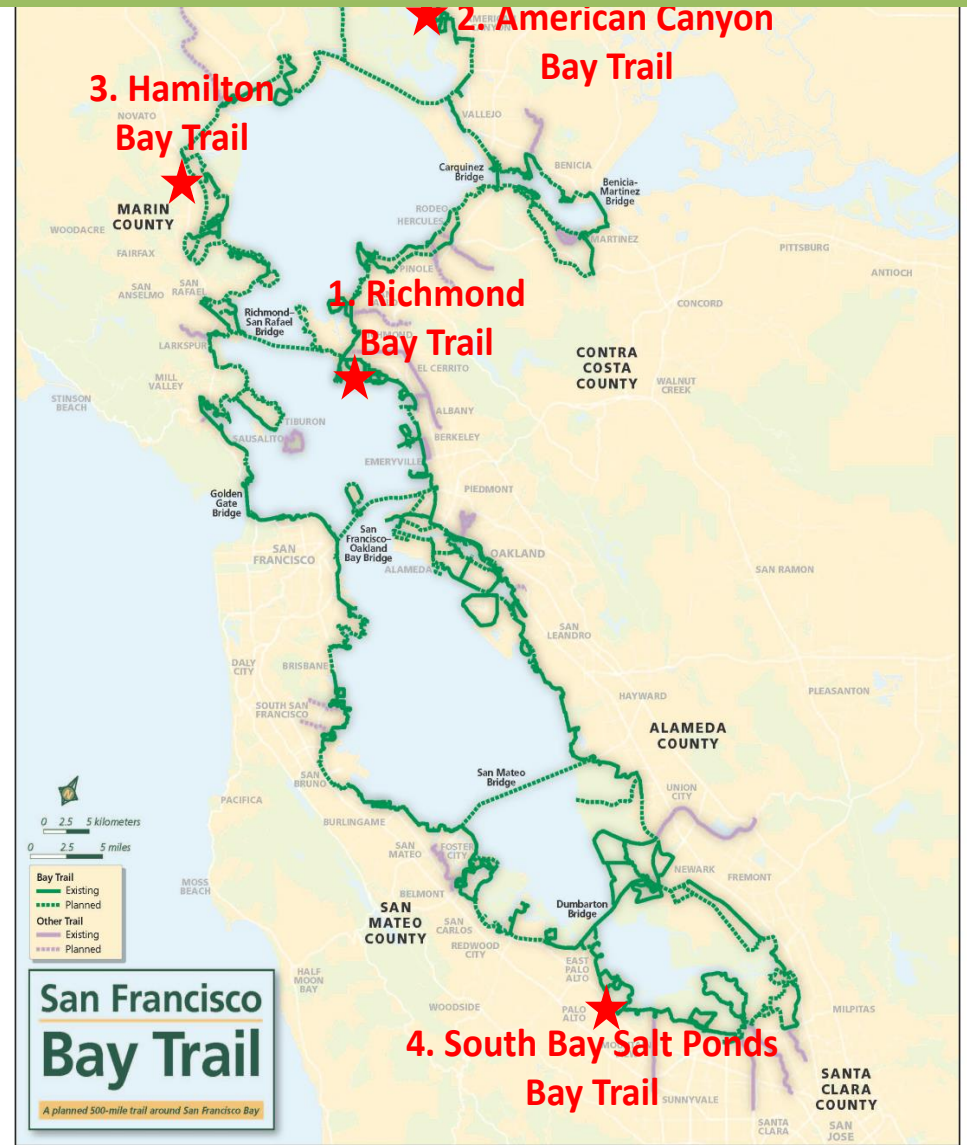 2. American Canyon
Bay Trail
3. Hamilton
Bay Trail
NOVATO
VALLEJO
Carquinez
Bridge
BENICIA
Benicia-
Martinez
Bridge
MARIN
COUNTY
WOODACRE
FAIRFAX
SAN
ANSELMO
SAN
RAFAEL
RODEO
HERCULES
MARTINEZ
PITTSBURG
ANTIOCH
PINOLE
CONCORD
1. Richmond
Bay Trail
Richmond–
San Rafael
Bridge
LARKSPUR
EL CERRITO
CONTRA
COSTA
COUNTY
WALNUT
CREEK
MILL
VALLEY
STINSON
BEACH
TIBURON
SAUSALITO
ALBANY
BERKELEY
EMERYVILLE
PIEDMONT
Golden
Gate
Bridge
San
Francisco–
Oakland
Bay Bridge
SAN
FRANCISCO
ALAMEDA
OAKLAND
SAN RAMON
SAN
LEANDRO
DALY
CITY
BRISBANE
HAYWARD
PLEASANTON
SOUTH SAN
FRANCISCO
ALAMEDA
COUNTY
SAN
BRUNO
San Mateo
Bridge
UNION
CITY
PACIFICA
BURLINGAME
SAN
MATEO
FOSTER
CITY
NEWARK
FREMONT
MOSS
BEACH
BELMONT
SAN
MATEO
COUNTY
SAN
CARLOS
REDWOOD
CITY
Dumbarton
Bridge
EAST
PALO
ALTO
HALF
MOON
BAY
WOODSIDE
PALO
ALTO
MILPITAS
4. South Bay Salt Ponds
Bay Trail
SUNNYVALE
SANTA
CLARA
COUNTY
SANTA
CLARA
SAN
JOSE
0 2.5 5 kilometers
0 2.5 5 miles
Bay Trail
Existing
Planned
Other Trail
Existing
Planned
San Francisco
Bay Trail
A planned 500-mile trail around San Francisco Bay